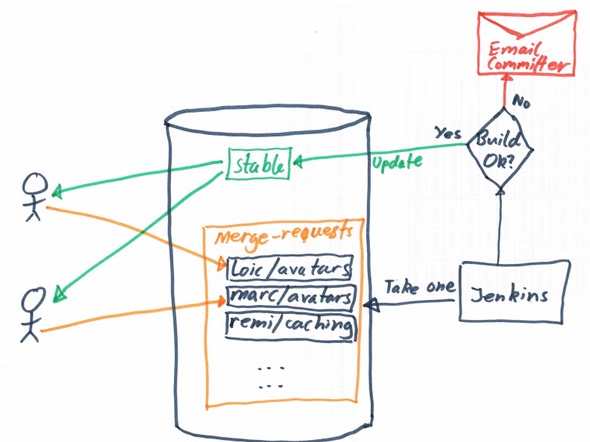 Email
Committer
No
Yes
Build
Ok?
stable
Update
Merge-requests
loic/avatars
marc/avatars
remi/caching
...
...
Take one
Jenkins